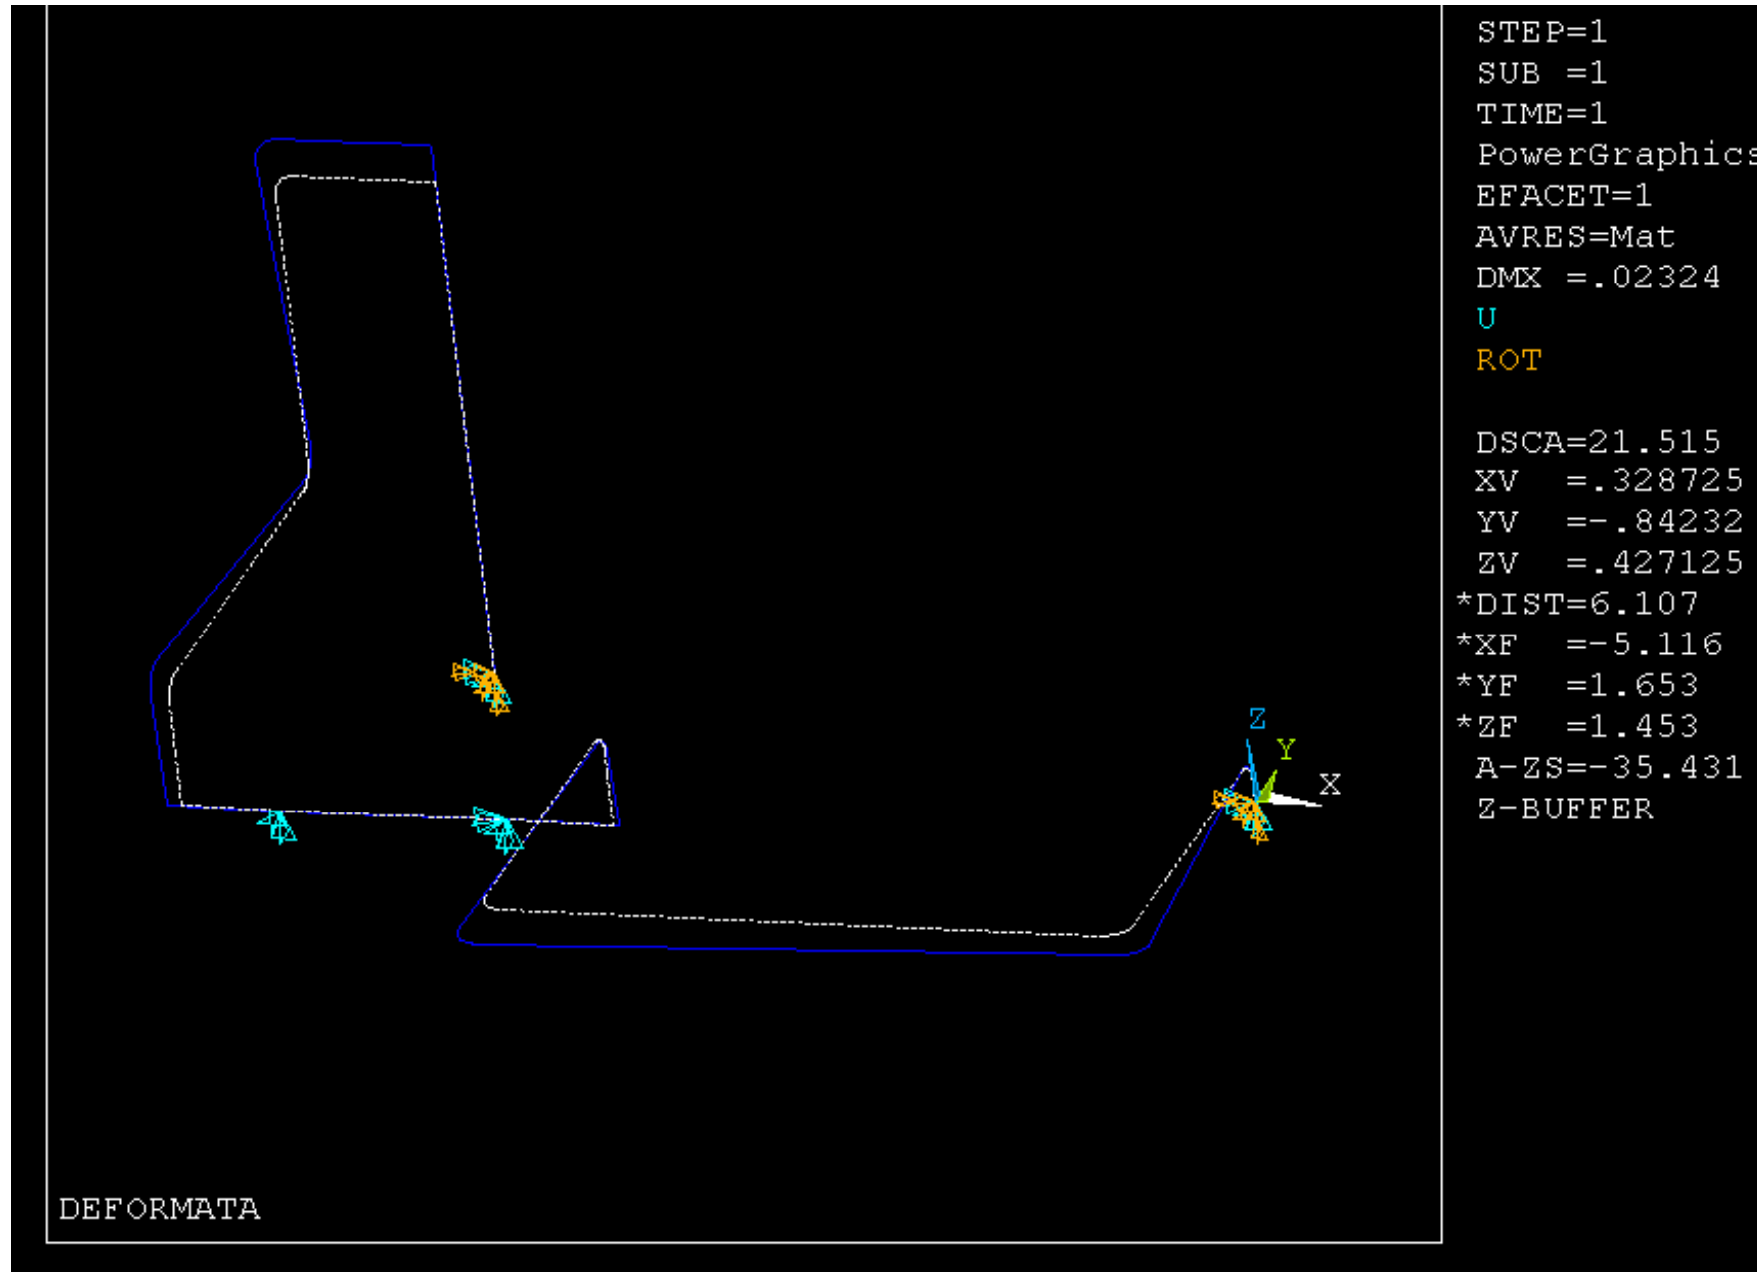 STEP=1
SUB =1
TIME=1
PowerGraphics
EFACET=1
AVRES=Mat
DMX =.02324
U
ROT
DSCA=21.515
XV =.328725
YV =-.84232
ZV =.427125
*DIST=6.107
*XF =-5.116
*YF =1.653
*ZF =1.453
A-ZS=-35.431
Z-BUFFER
Z
Y
X
DEFORMATA